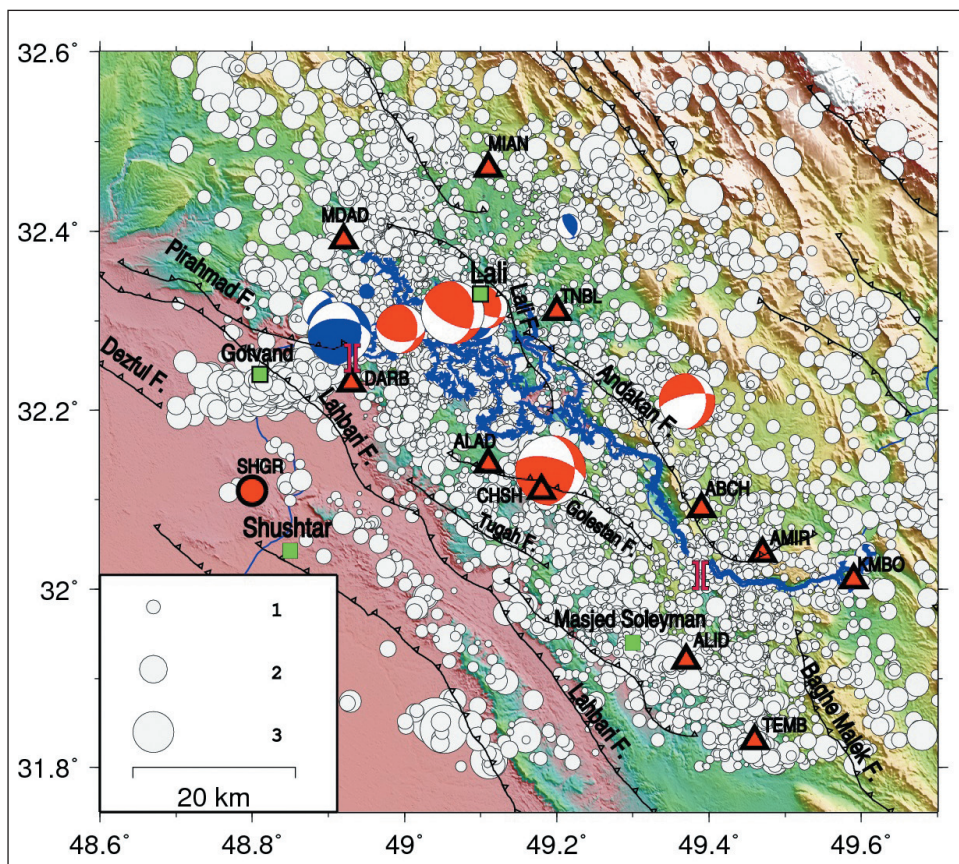 32.6°
32.4°
32.2°
32°
31.8°
48.6°
48.8°
49°
49.2°
49.4°
49.6°
MIAN
MDAD
Pirahmad F.
Lali
Lali F.
TNBL
Dezful F.
Gotvand
DARB
Lahbari F.
Andakan F.
ALAD
SHGR
CHSH
Golestan F.
ABCH
Shushtar
Tugah F.
AMIR
KMBO
1
2
3
20 km
Masjed Soleyman
ALID
Lahbari F.
TEMB
Baghe Malek F.